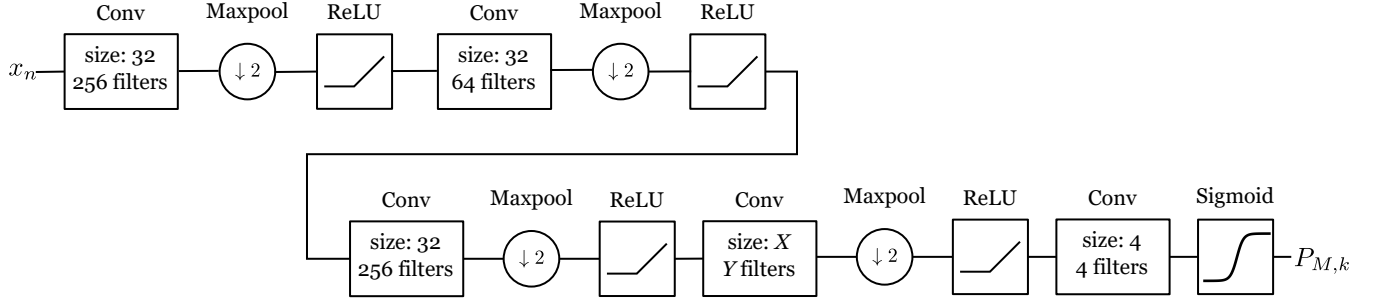 Conv Maxpool ReLU Conv Maxpool ReLU
x_n size: 32 256 filters ↓ 2 size: 32 64 filters ↓ 2
Conv Maxpool ReLU Conv Maxpool ReLU Conv Sigmoid
size: 32 256 filters ↓ 2 size: X Y filters ↓ 2 size: 4 4 filters P_{M,k}